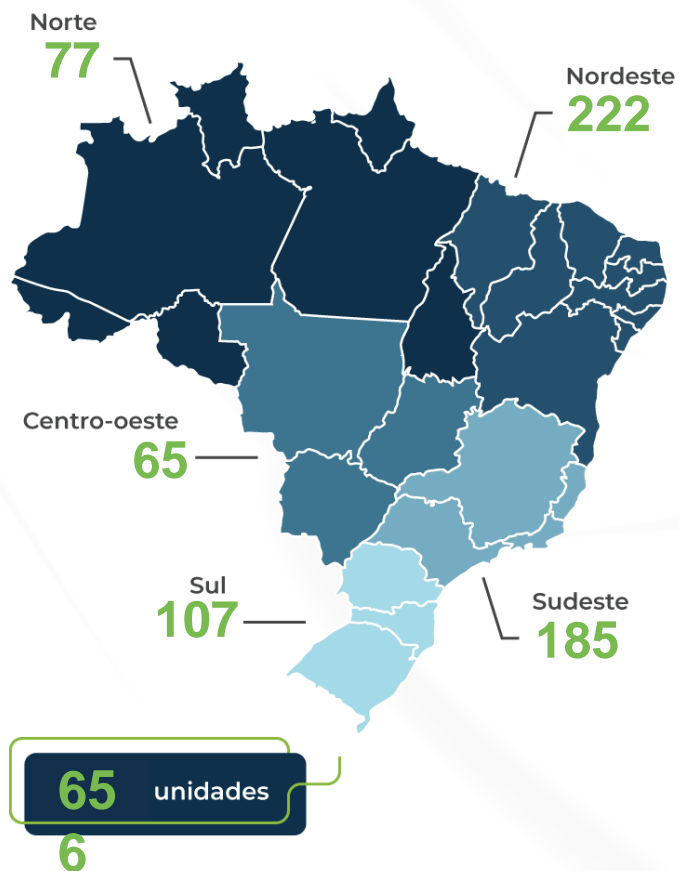 Norte
77
Nordeste
222
Centro-oeste
65
Sul
107
Sudeste
185
65 unidades
6